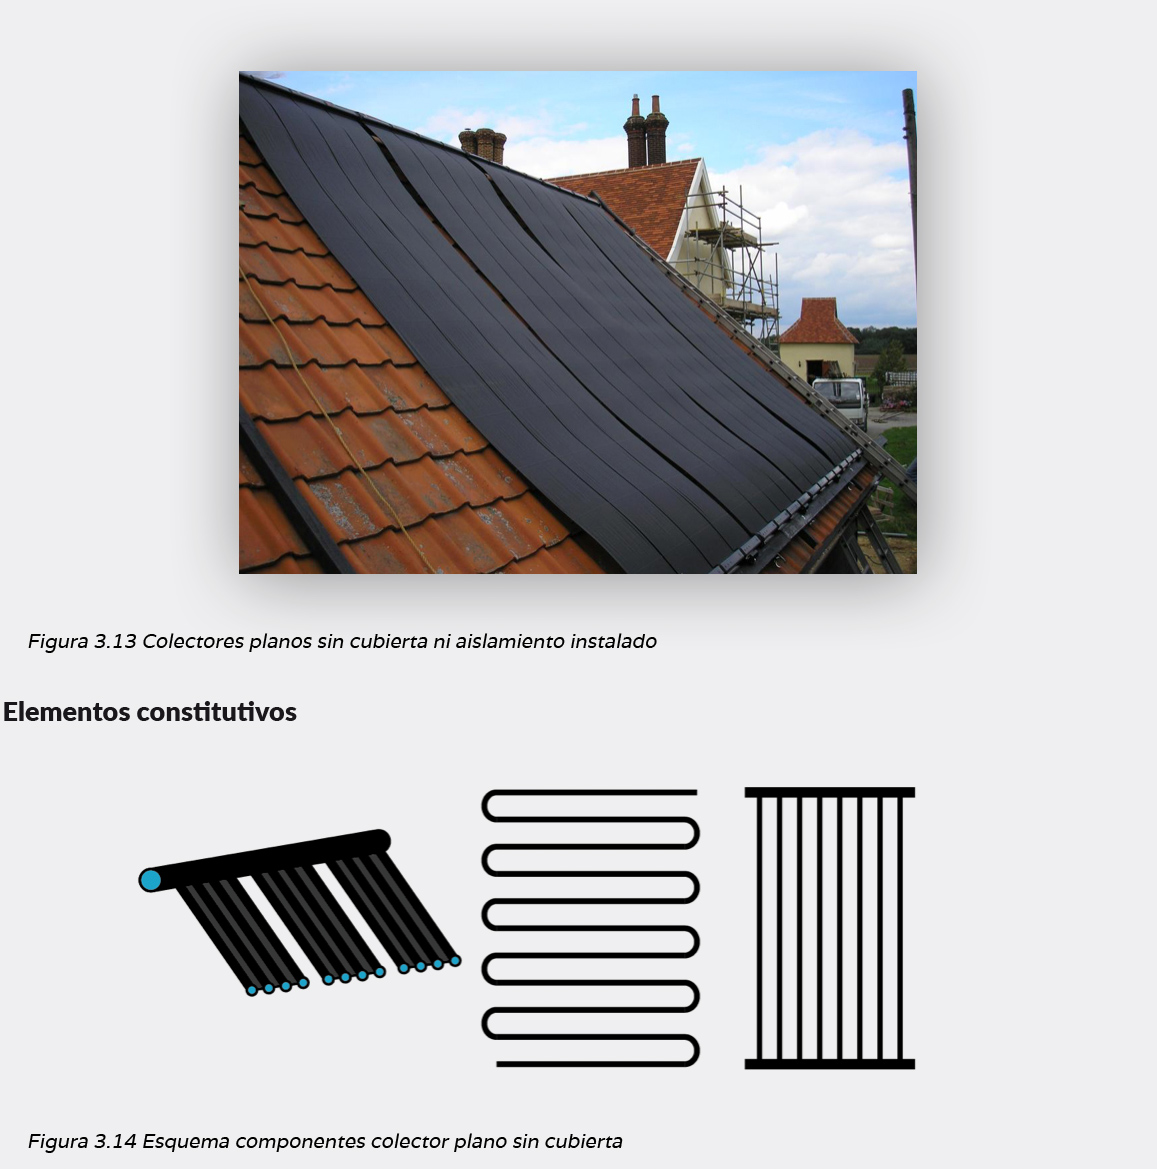 Figura 3.13 Colectores planos sin cubierta ni aislamiento instalado
Elementos constitutivos
Figura 3.14 Esquema componentes colector plano sin cubierta